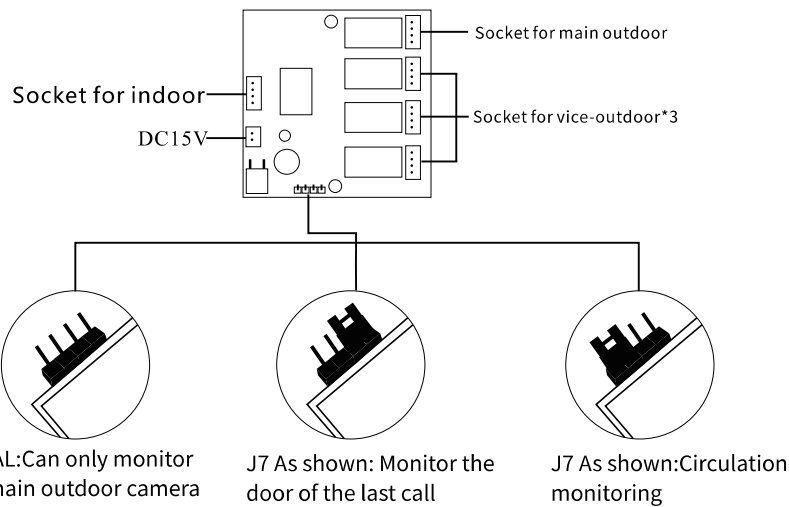 Socket for main outdoor
Socket for indoor
Socket for vice-outdoor*3
DC15V
AL:Can only monitor
main outdoor camera
J7 As shown: Monitor the
door of the last call
J7 As shown:Circulation
monitoring